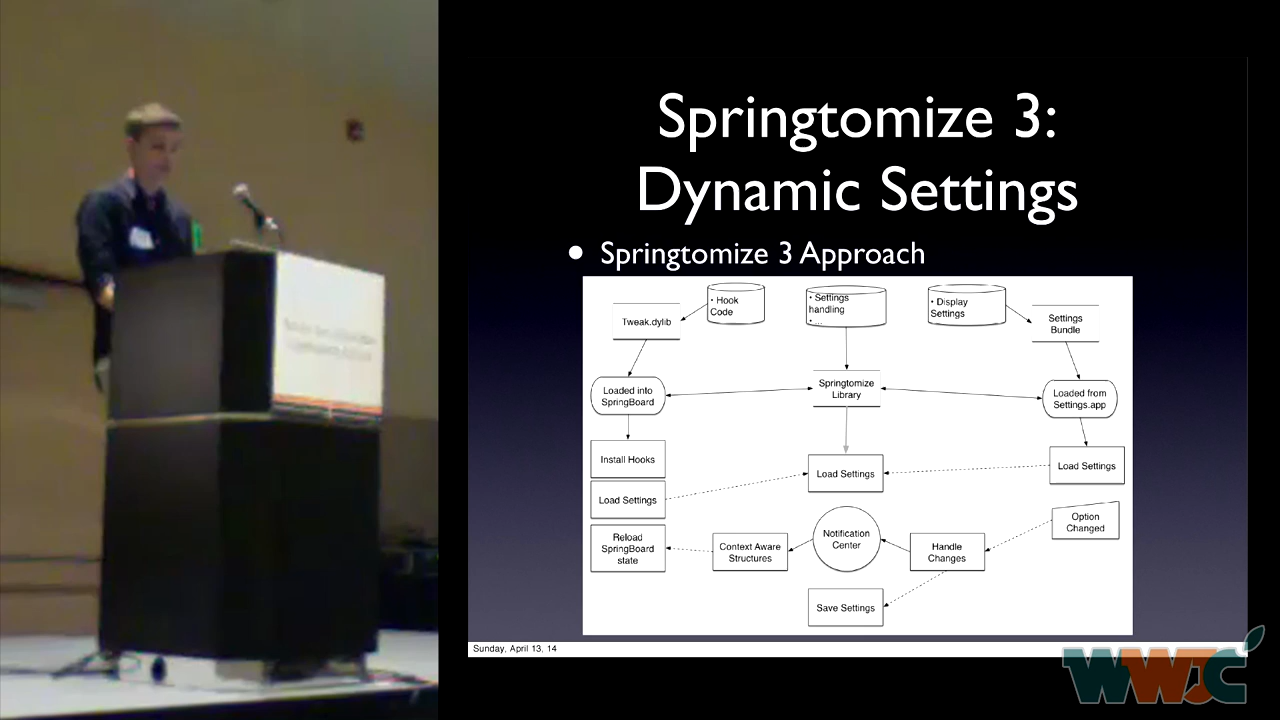 Springtomize 3:
Dynamic Settings
• Springtomize 3 Approach
• Hook
Code
• Settings
handling
• ...
• Display
Settings
Tweak.dylib
Settings
Bundle
Loaded into
SpringBoard
Springtomize
Library
Loaded from
Settings.app
Install Hooks
Load Settings
Load Settings
Load Settings
Option
Changed
Reload
SpringBoard
state
Context Aware
Structures
Notification
Center
Handle
Changes
Save Settings
Sunday, April 13, 14
WWJC